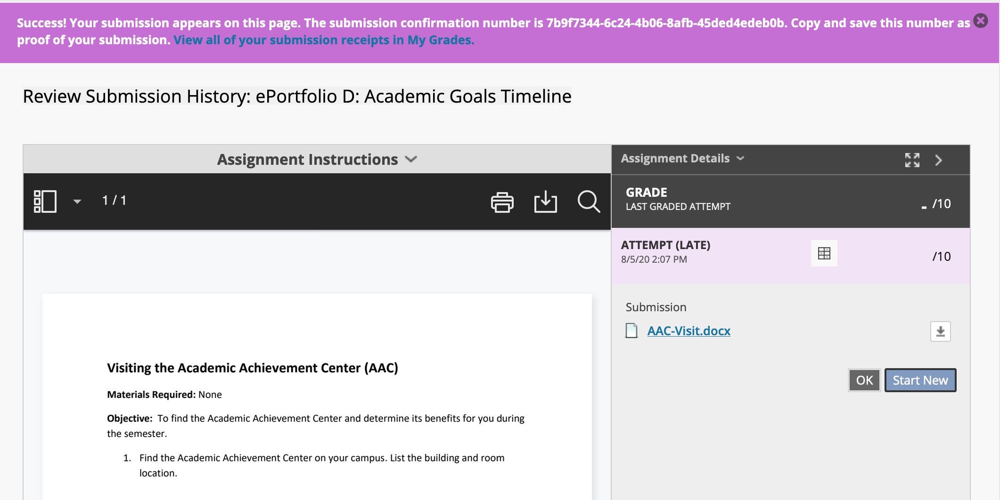 Success! Your submission appears on this page. The submission confirmation number is 7b9f7344-6c24-4b06-8afb-45ded4edeb0b. Copy and save this number as
proof of your submission. View all of your submission receipts in My Grades.
Review Submission History: ePortfolio D: Academic Goals Timeline
Assignment Instructions
1 / 1
Visiting the Academic Achievement Center (AAC)
Materials Required: None
Objective: To find the Academic Achievement Center and determine its benefits for you during
the semester.
1. Find the Academic Achievement Center on your campus. List the building and room
location.
Assignment Details
GRADE
LAST GRADED ATTEMPT
- /10
ATTEMPT (LATE)
8/5/20 2:07 PM
/10
Submission
AAC-Visit.docx
OK
Start New